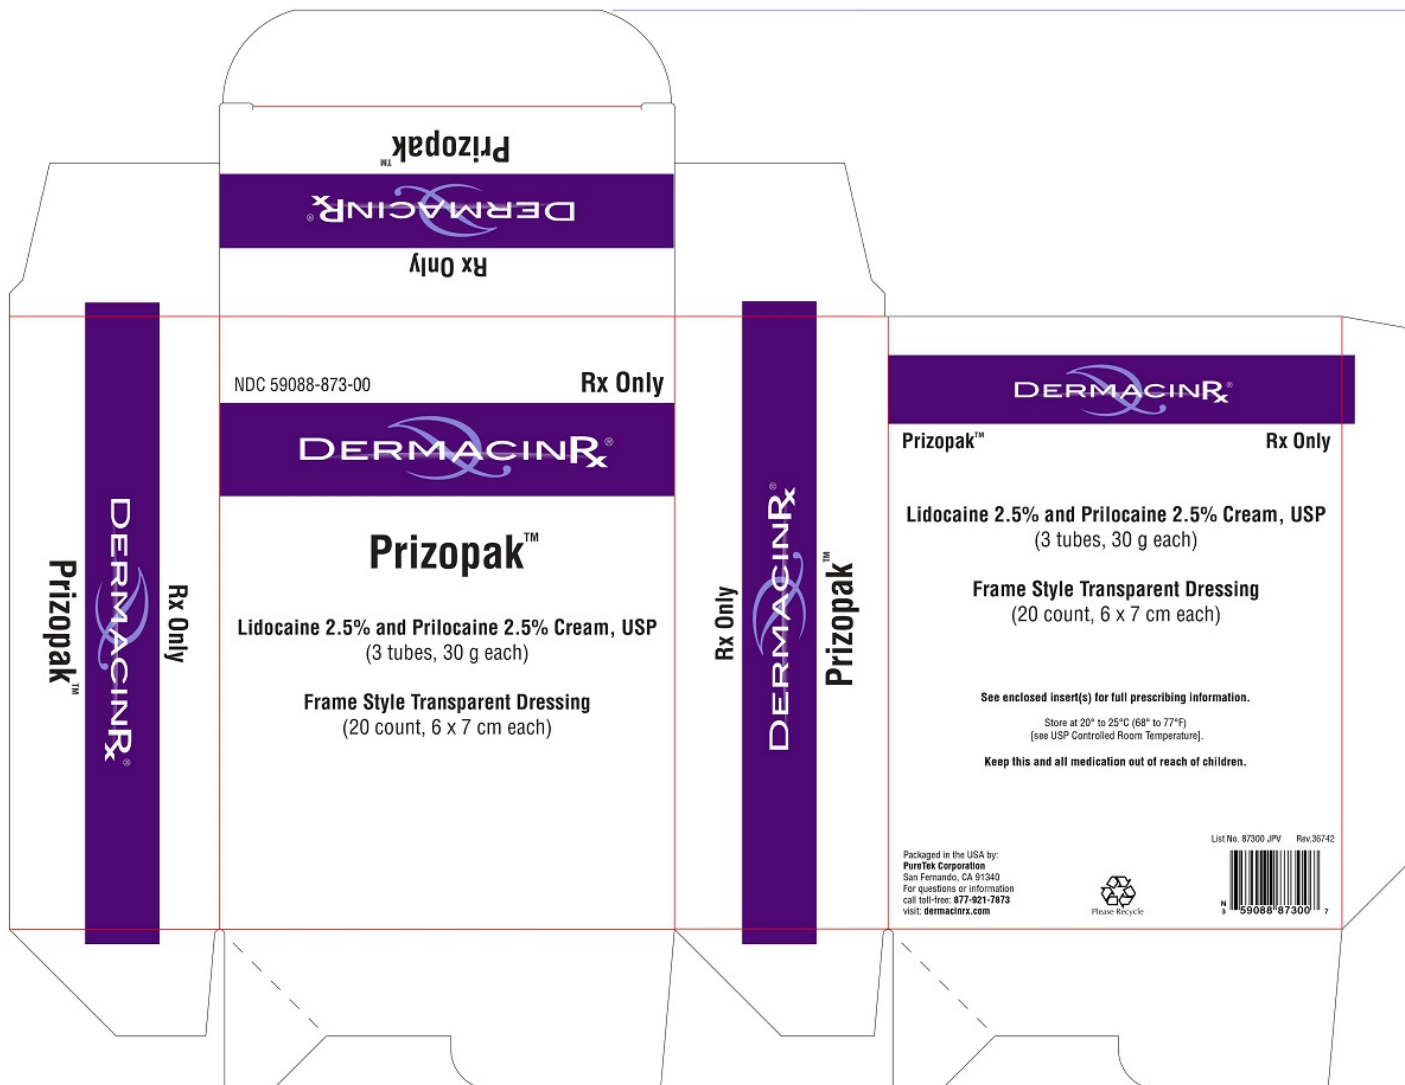 Prizopak™
DERMACINRx®
Rx Only
Prizopak™
DERMACINRx®
Rx Only
NDC 59088-873-00
Rx Only
DERMACINRx®
Prizopak™
Lidocaine 2.5% and Prilocaine 2.5% Cream, USP
(3 tubes, 30 g each)
Frame Style Transparent Dressing
(20 count, 6 x 7 cm each)
Rx Only
DERMACINRx®
Prizopak™
DERMACINRx®
Prizopak™
Rx Only
Lidocaine 2.5% and Prilocaine 2.5% Cream, USP
(3 tubes, 30 g each)
Frame Style Transparent Dressing
(20 count, 6 x 7 cm each)
See enclosed insert(s) for full prescribing information.
Store at 20° to 25°C (68° to 77°F)
[see USP Controlled Room Temperature].
Keep this and all medication out of reach of children.
List No. 87300 JPV Rev.36742
Packaged in the USA by:
PureTek Corporation
San Fernando, CA 91340
For questions or information
call toll-free: 877-921-7873
visit: dermacinrx.com
Please Recycle
N
3 59088 87300 7